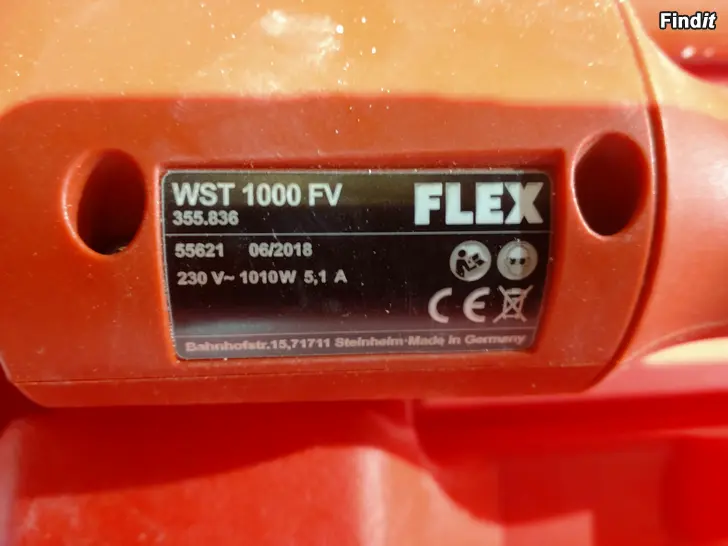 Findit
WST 1000 FV
FLEX
355.836
55621 06/2018
230 V~ 1010W 5,1 A
CE
Bahnhofstr.15,71711 Steinheim·Made in Germany